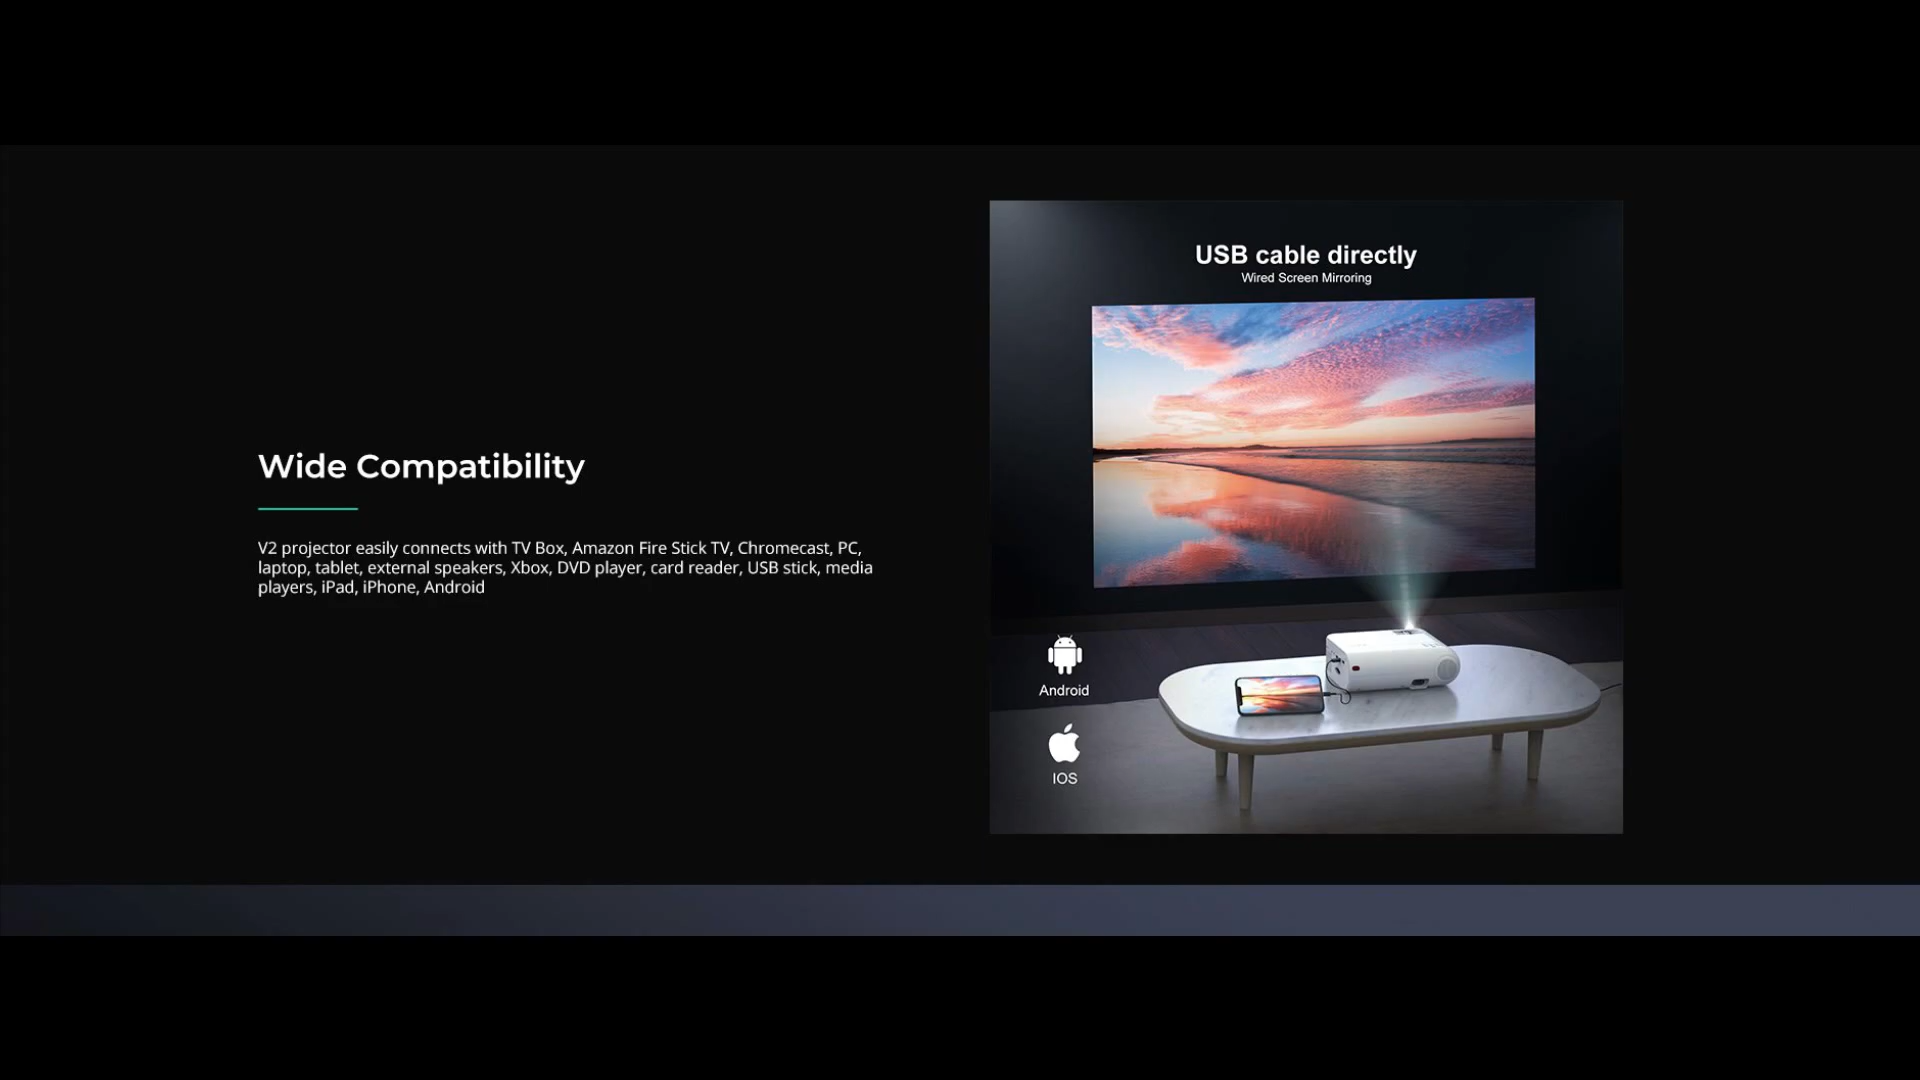 Wide Compatibility
V2 projector easily connects with TV Box, Amazon Fire Stick TV, Chromecast, PC,
laptop, tablet, external speakers, Xbox, DVD player, card reader, USB stick, media
players, iPad, iPhone, Android
USB cable directly
Wired Screen Mirroring
Android
IOS